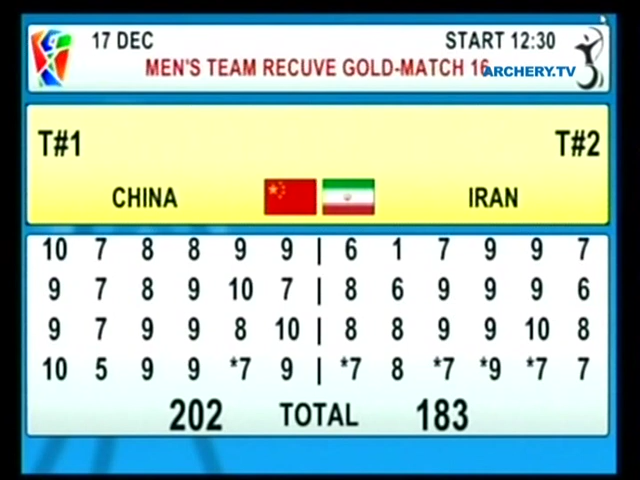 17 DEC START 12:30
MEN'S TEAM RECUVE GOLD-MATCH 16
ARCHERY.TV
T#1 T#2
CHINA IRAN
10 7 8 8 9 9 | 6 1 7 9 9 7
9 7 8 9 10 7 | 8 6 9 9 9 6
9 7 9 9 8 10 | 8 8 9 9 10 8
10 5 9 9 *7 9 | *7 8 *7 *9 *7 7
202 TOTAL 183